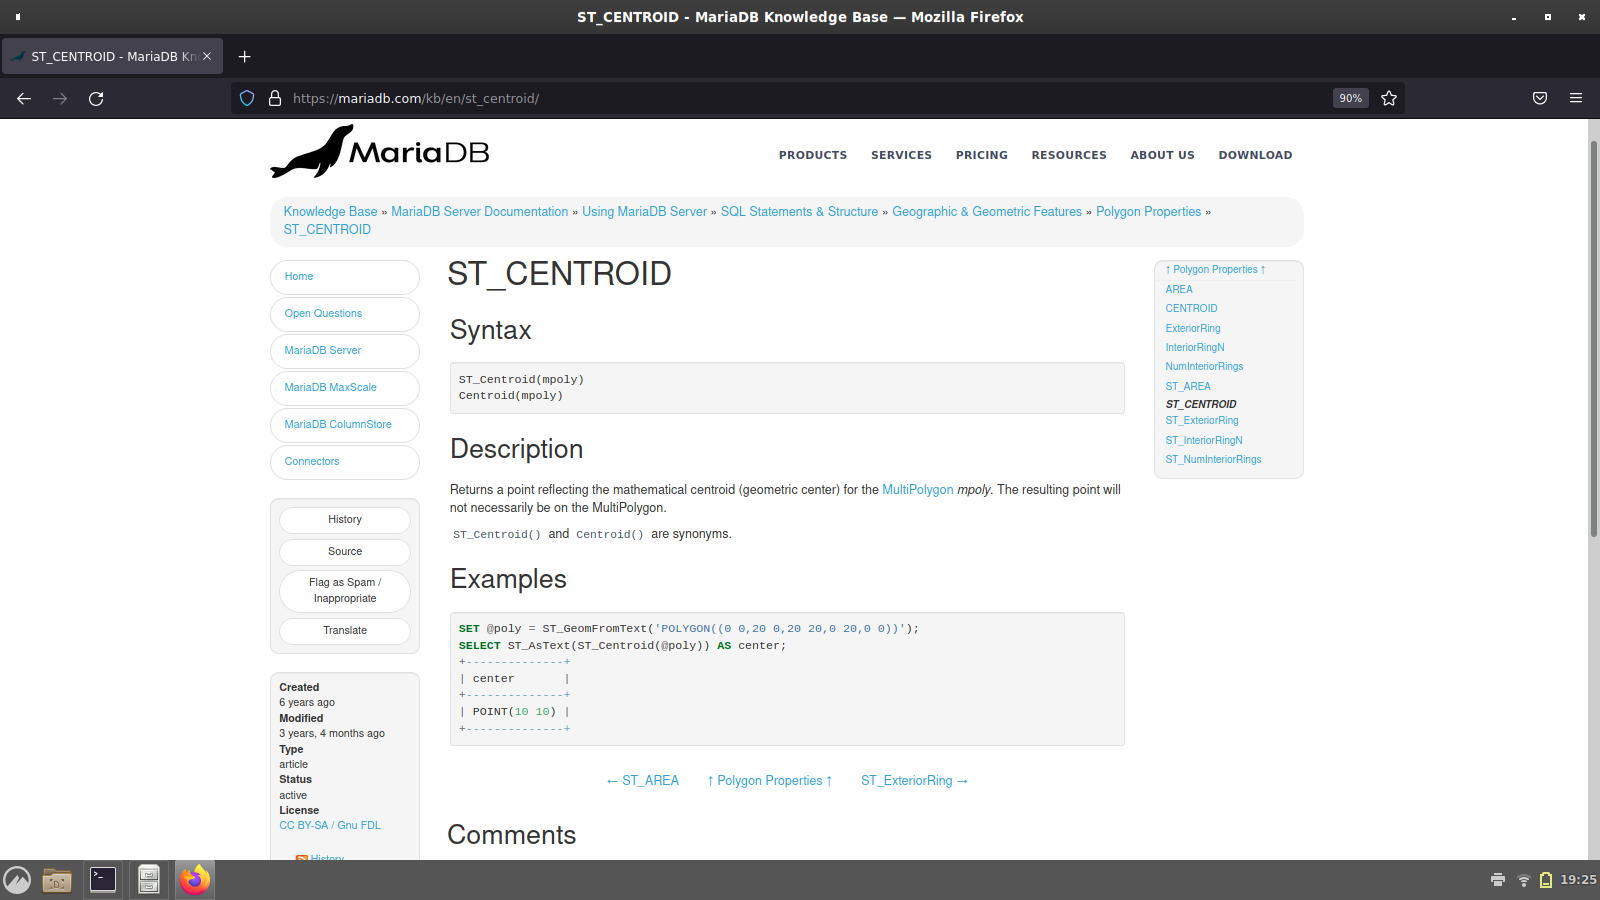 ST_CENTROID - MariaDB Knowledge Base — Mozilla Firefox
ST_CENTROID - MariaDB Kn
https://mariadb.com/kb/en/st_centroid/
90%
MariaDB
PRODUCTS SERVICES PRICING RESOURCES ABOUT US DOWNLOAD
Knowledge Base » MariaDB Server Documentation » Using MariaDB Server » SQL Statements & Structure » Geographic & Geometric Features » Polygon Properties »
ST_CENTROID
Home
Open Questions
MariaDB Server
MariaDB MaxScale
MariaDB ColumnStore
Connectors
History
Source
Flag as Spam /
Inappropriate
Translate
Created
6 years ago
Modified
3 years, 4 months ago
Type
article
Status
active
License
CC BY-SA / Gnu FDL
History
ST_CENTROID
Syntax
ST_Centroid(mpoly)
Centroid(mpoly)
Description
Returns a point reflecting the mathematical centroid (geometric center) for the MultiPolygon mpoly. The resulting point will
not necessarily be on the MultiPolygon.
ST_Centroid() and Centroid() are synonyms.
Examples
SET @poly = ST_GeomFromText('POLYGON((0 0,20 0,20 20,0 20,0 0))');
SELECT ST_AsText(ST_Centroid(@poly)) AS center;
+--------------+
| center       |
+--------------+
| POINT(10 10) |
+--------------+
← ST_AREA ↑ Polygon Properties ↑ ST_ExteriorRing →
Comments
↑ Polygon Properties ↑
AREA
CENTROID
ExteriorRing
InteriorRingN
NumInteriorRings
ST_AREA
ST_CENTROID
ST_ExteriorRing
ST_InteriorRingN
ST_NumInteriorRings
19:25